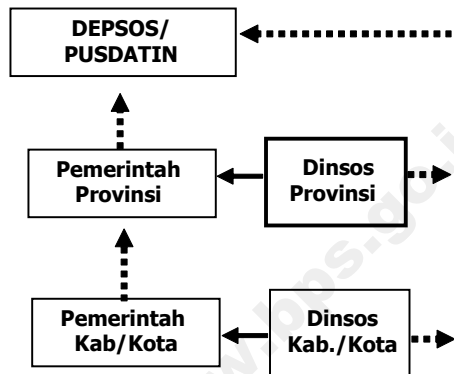 DEPSOS/
PUSDATIN
Pemerintah
Provinsi
Dinsos
Provinsi
Pemerintah
Kab/Kota
Dinsos
Kab./Kota